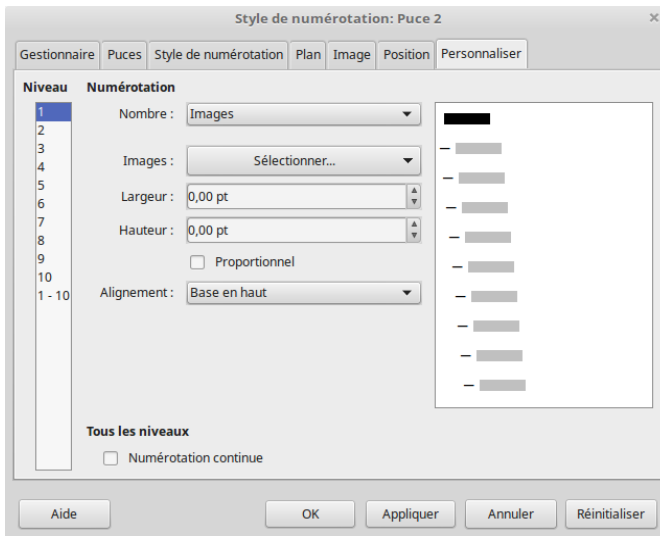 Style de numérotation: Puce 2 ×
Gestionnaire Puces Style de numérotation Plan Image Position Personnaliser
Niveau Numérotation
1
2
3
4
5
6
7
8
9
10
1 - 10
Nombre : Images
Images : Sélectionner...
Largeur : 0,00 pt
Hauteur : 0,00 pt
Proportionnel
Alignement : Base en haut
Tous les niveaux
Numérotation continue
Aide OK Appliquer Annuler Réinitialiser